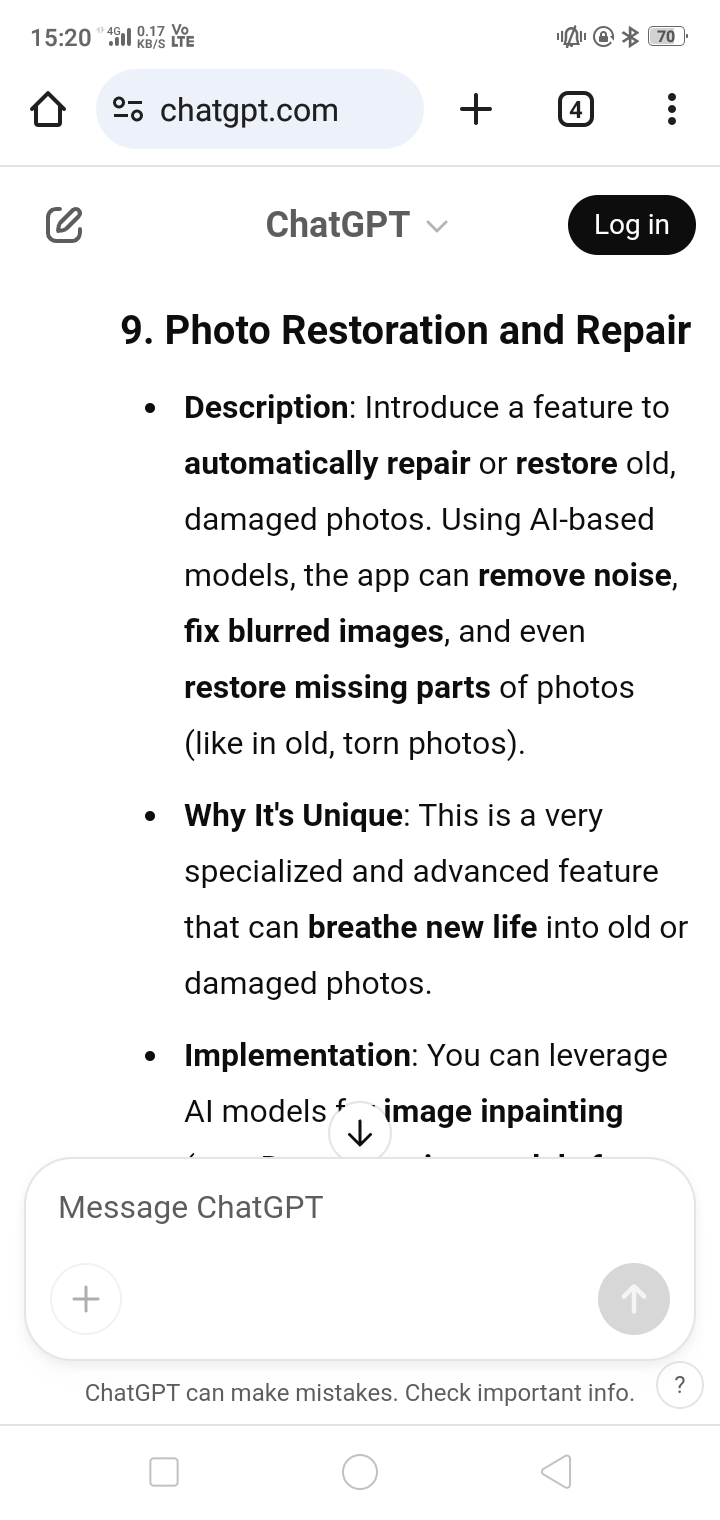 15:20 4G 0.17 KB/S Vo LTE 70
chatgpt.com 4
ChatGPT Log in
9. Photo Restoration and Repair
• Description: Introduce a feature to
automatically repair or restore old,
damaged photos. Using AI-based
models, the app can remove noise,
fix blurred images, and even
restore missing parts of photos
(like in old, torn photos).
• Why It's Unique: This is a very
specialized and advanced feature
that can breathe new life into old or
damaged photos.
• Implementation: You can leverage
AI models image inpainting
Message ChatGPT
ChatGPT can make mistakes. Check important info. ?